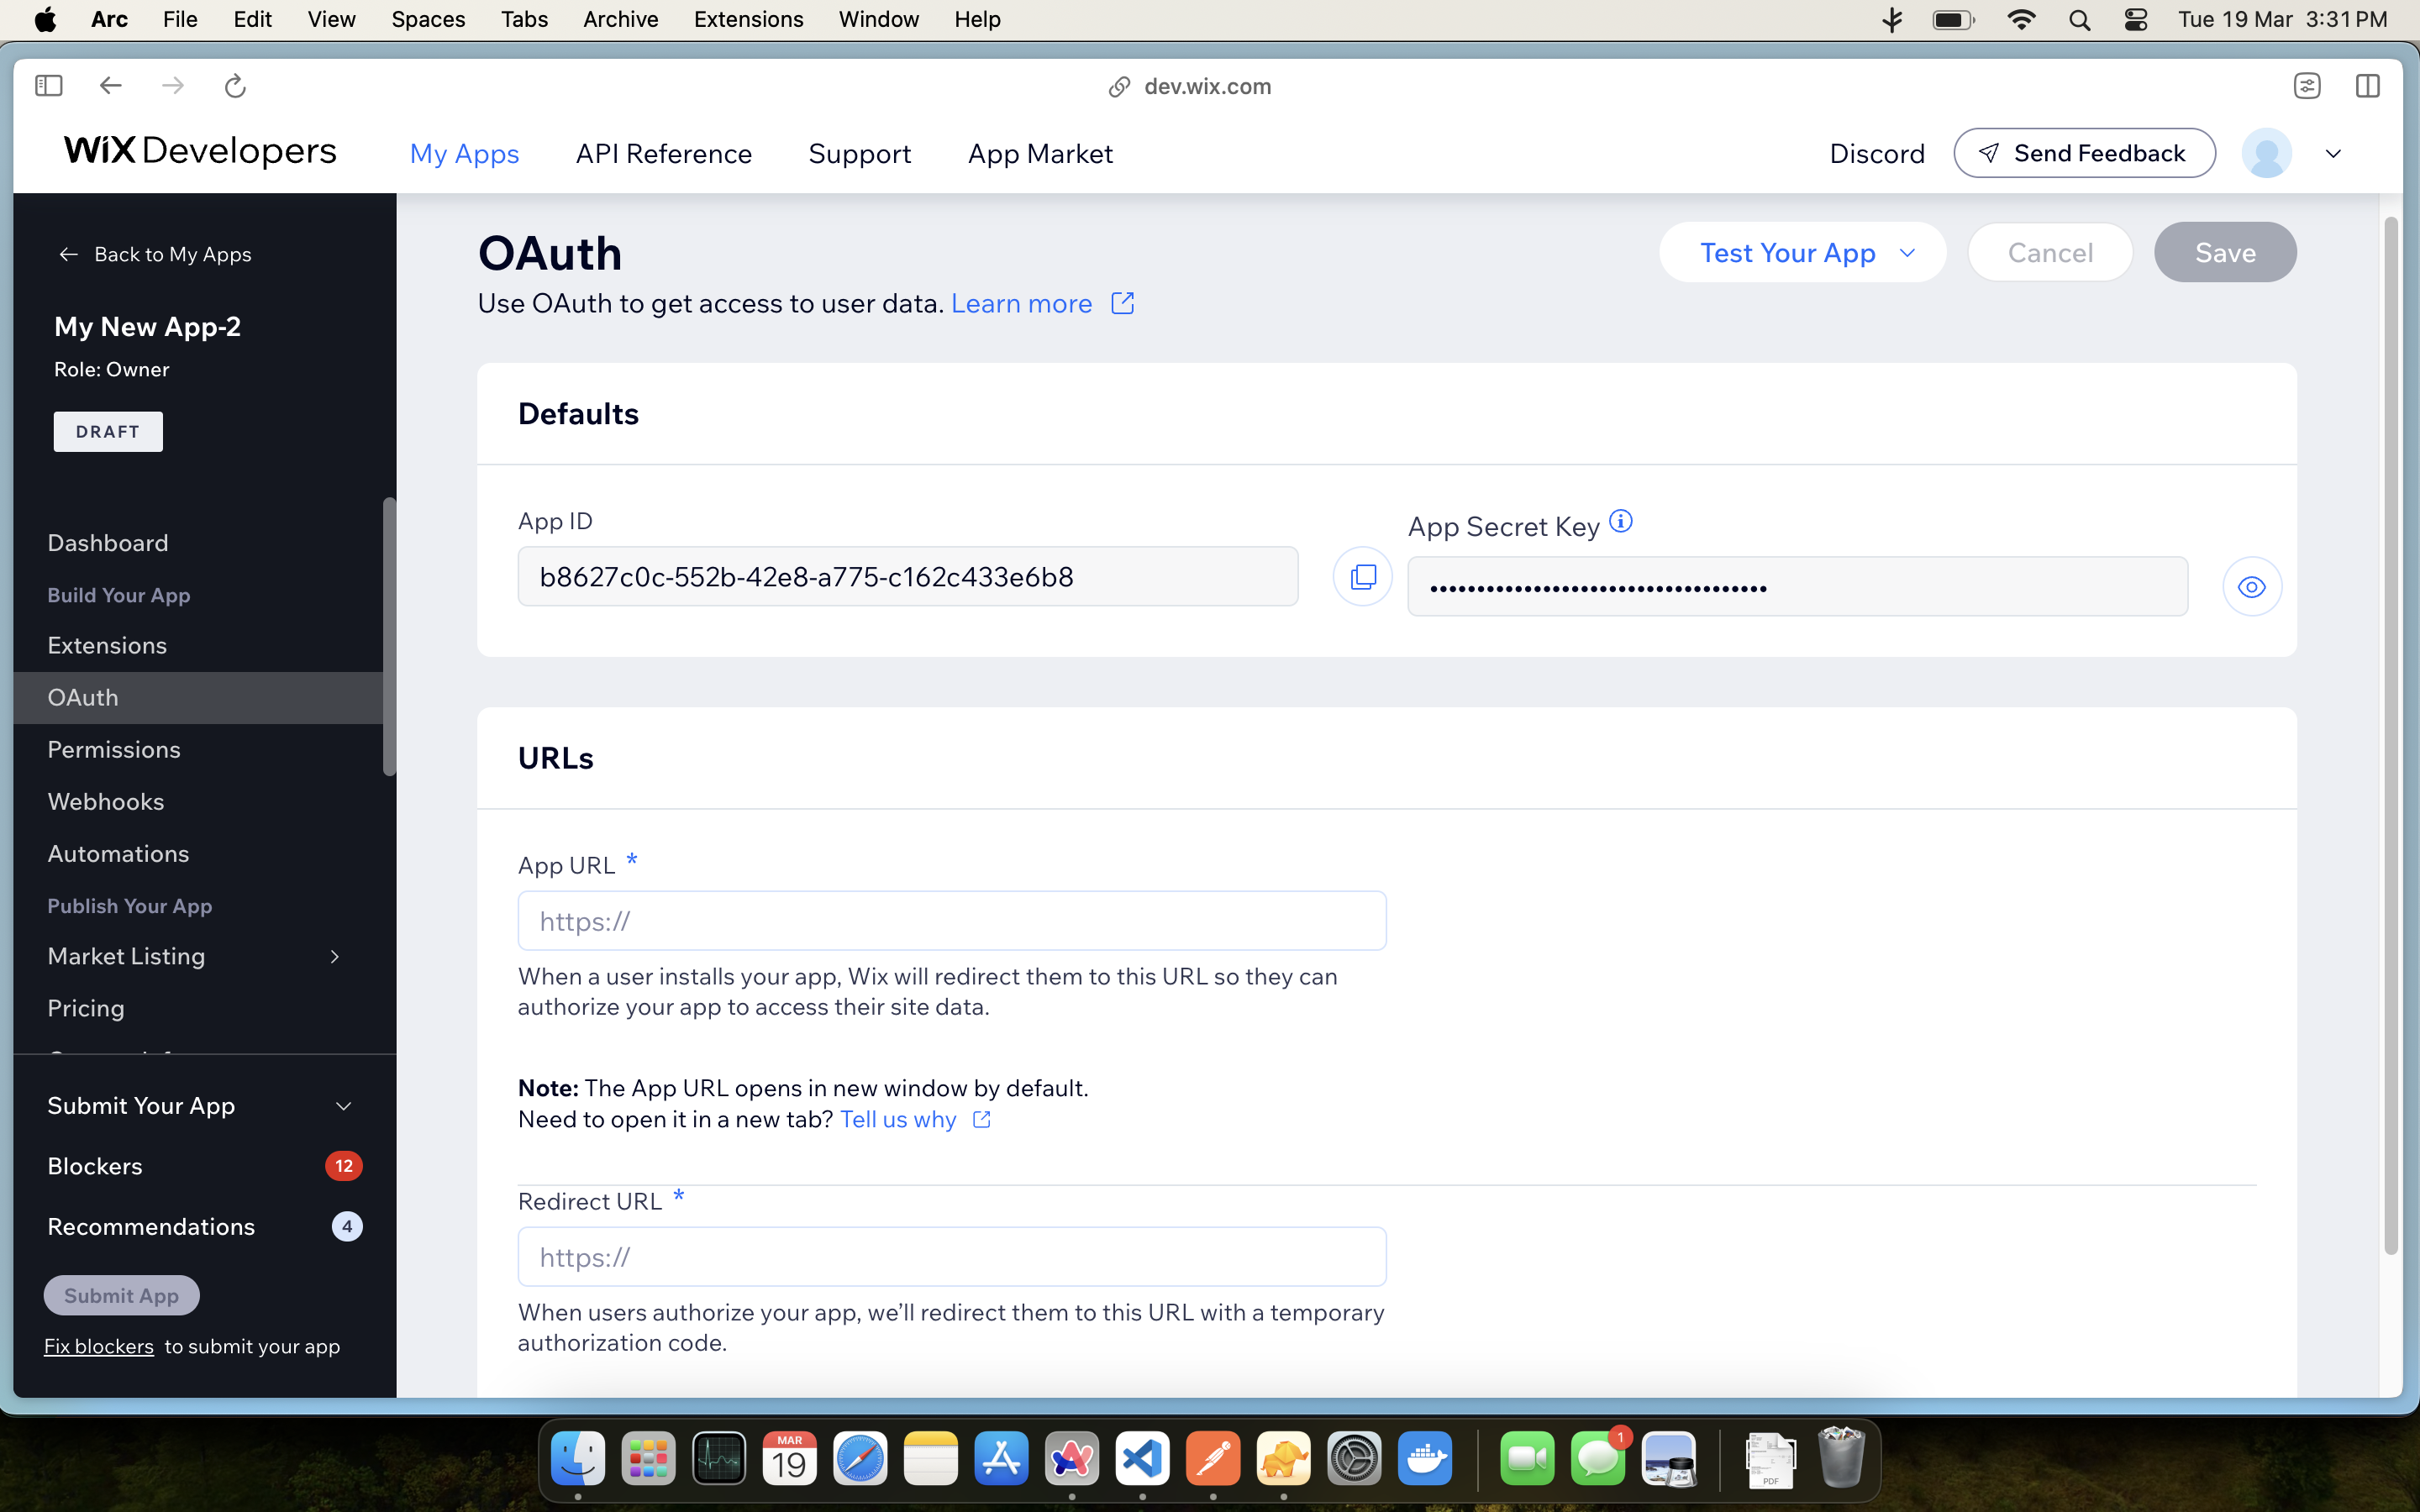 Arc File Edit View Spaces Tabs Archive Extensions Window Help Tue 19 Mar 3:31 PM
dev.wix.com
WiX Developers My Apps API Reference Support App Market Discord Send Feedback
Back to My Apps
My New App-2
Role: Owner
DRAFT
Dashboard
Build Your App
Extensions
OAuth
Permissions
Webhooks
Automations
Publish Your App
Market Listing
Pricing
Submit Your App
Blockers 12
Recommendations 4
Submit App
Fix blockers to submit your app
OAuth
Test Your App Cancel Save
Use OAuth to get access to user data. Learn more
Defaults
App ID
b8627c0c-552b-42e8-a775-c162c433e6b8
App Secret Key
••••••••••••••••••••••••••••••••••••
URLs
App URL *
https://
When a user installs your app, Wix will redirect them to this URL so they can
authorize your app to access their site data.
Note: The App URL opens in new window by default.
Need to open it in a new tab? Tell us why
Redirect URL *
https://
When users authorize your app, we’ll redirect them to this URL with a temporary
authorization code.
MAR
19
1
PDF